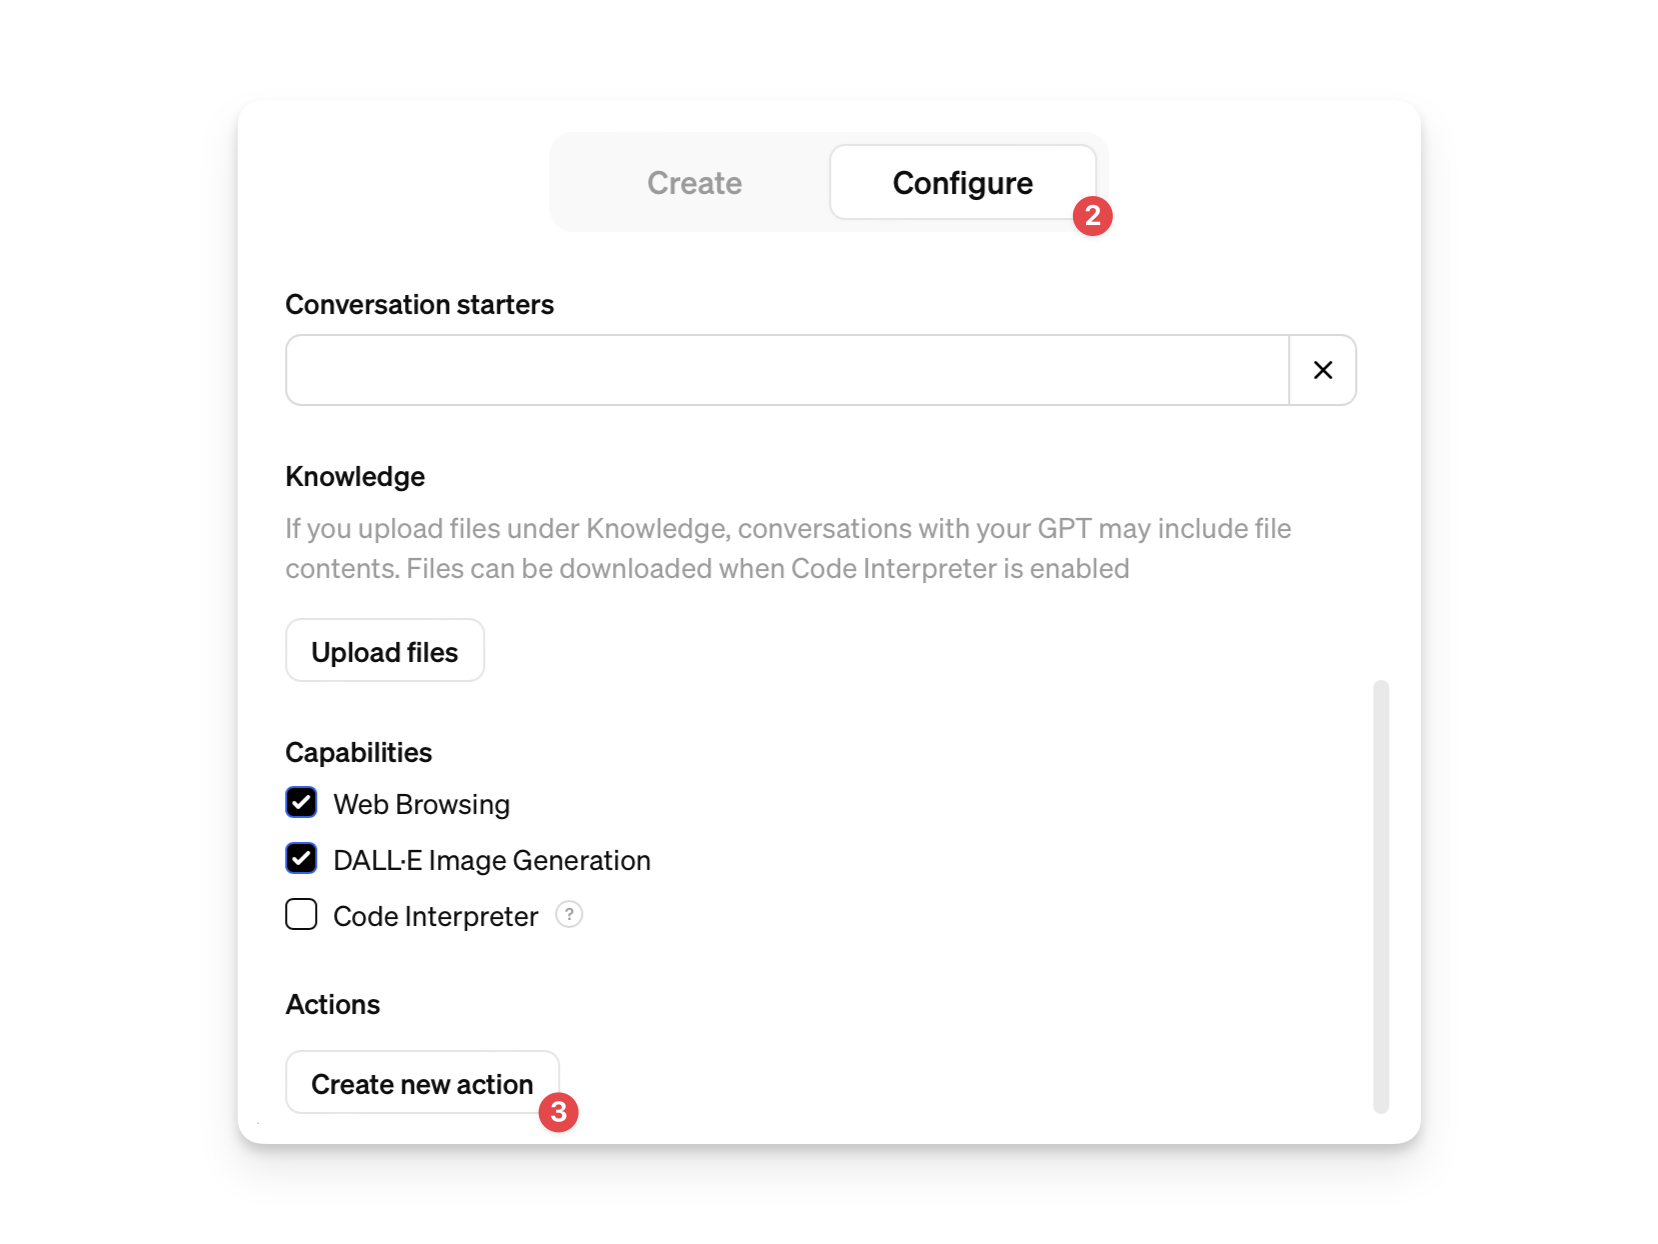 Create
Configure
2
Conversation starters
Knowledge
If you upload files under Knowledge, conversations with your GPT may include file
contents. Files can be downloaded when Code Interpreter is enabled
Upload files
Capabilities
Web Browsing
DALL·E Image Generation
Code Interpreter ?
Actions
Create new action
3